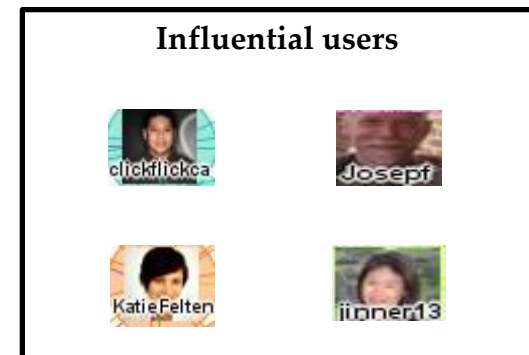 Influential users
clickflickca
Josepf
KatieFelten
jinner13